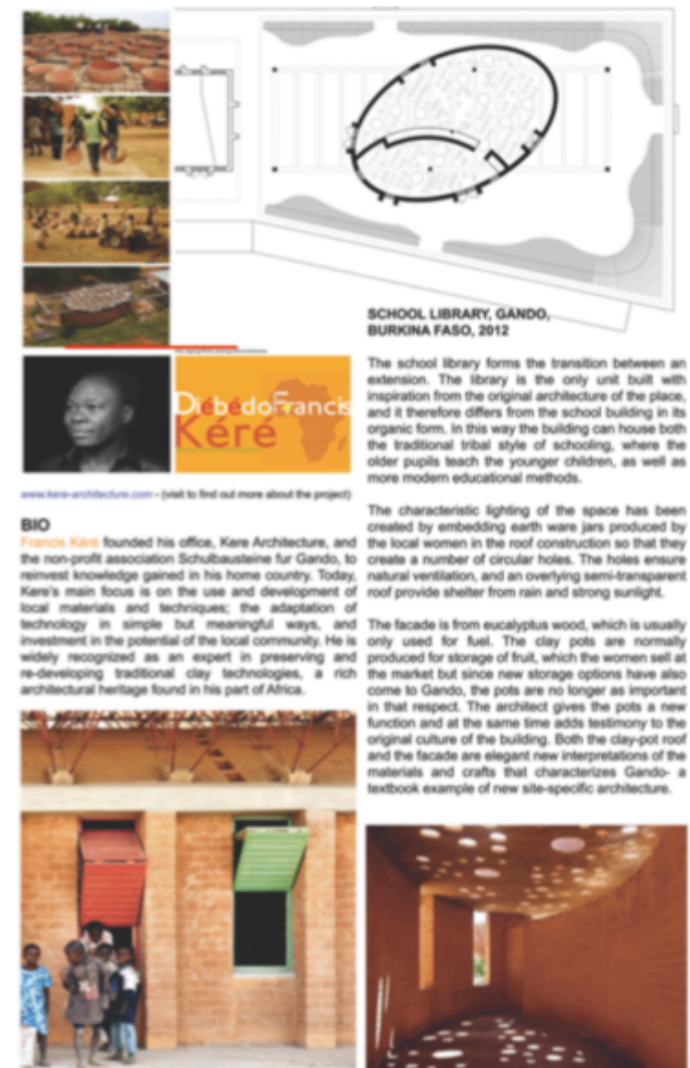 SCHOOL LIBRARY, GANDO,
BURKINA FASO, 2012
The school library forms the transition between an
extension. The library is the only unit built with
inspiration from the original architecture of the place,
and it therefore differs from the school building in its
organic form. In this way the building can house both
the traditional tribal style of schooling, where the
older pupils teach the younger children, as well as
more modern educational methods.
The characteristic lighting of the space has been
created by embedding earth ware jars produced by
the local women in the roof construction so that they
create a number of circular holes. The holes ensure
natural ventilation, and an overlying semi-transparent
roof provide shelter from rain and strong sunlight.
The facade is from eucalyptus wood, which is usually
only used for fuel. The clay pots are normally
produced for storage of fruit, which the women sell at
the market but since new storage options have also
come to Gando, the pots are no longer as important
in that respect. The architect gives the pots a new
function and at the same time adds testimony to the
original culture of the building. Both the clay-pot roof
and the facade are elegant new interpretations of the
materials and crafts that characterizes Gando- a
textbook example of new site-specific architecture.
DiébédoFrancis
Kéré
www.kere-architecture.com - (visit to find out more about the project)
BIO
Francis Kéré founded his office, Kere Architecture, and
the non-profit association Schulbausteine fur Gando, to
reinvest knowledge gained in his home country. Today,
Kere's main focus is on the use and development of
local materials and techniques; the adaptation of
technology in simple but meaningful ways, and
investment in the potential of the local community. He is
widely recognized as an expert in preserving and
re-developing traditional clay technologies, a rich
architectural heritage found in his part of Africa.